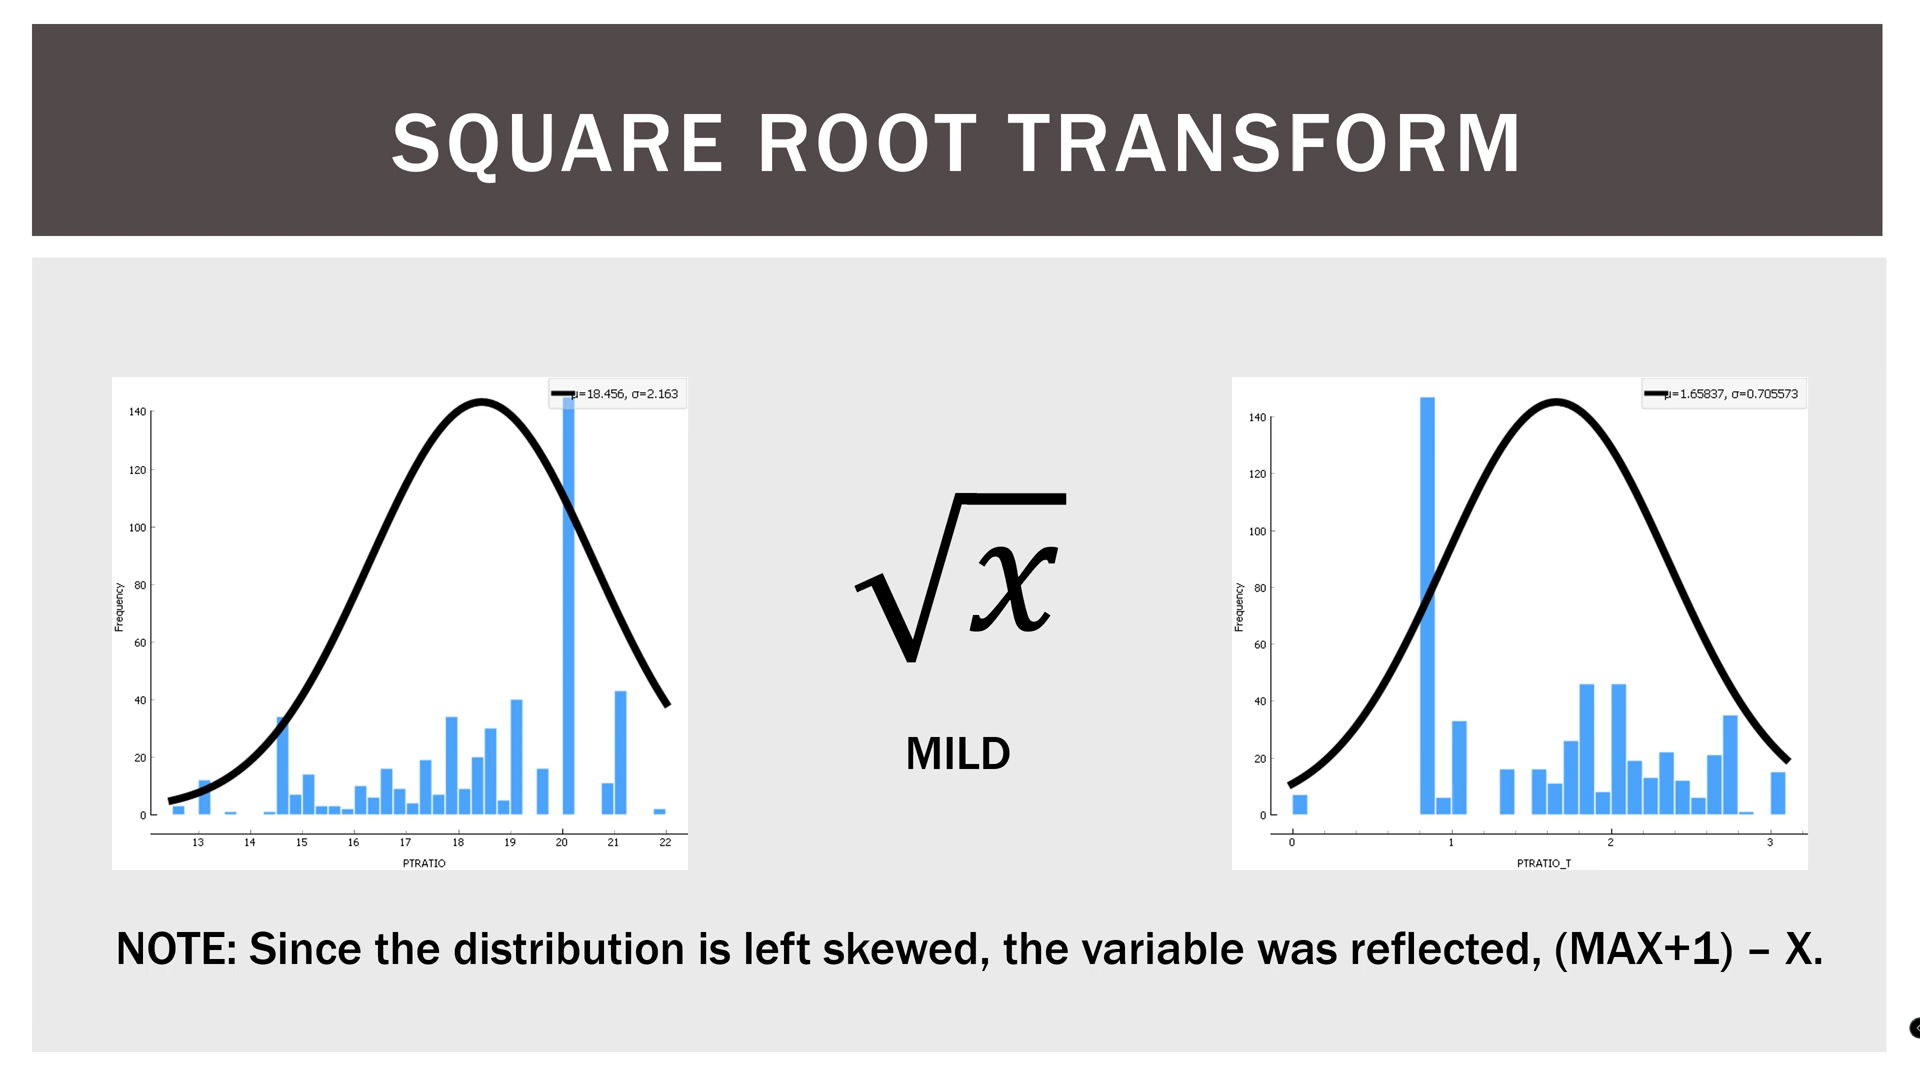 SQUARE ROOT TRANSFORM
μ=18.456, σ=2.163
140
120
100
80
60
40
20
0
Frequency
13 14 15 16 17 18 19 20 21 22
PTRATIO
√x
MILD
μ=1.65837, σ=0.705573
140
120
100
80
60
40
20
0
Frequency
0 1 2 3
PTRATIO_T
NOTE: Since the distribution is left skewed, the variable was reflected, (MAX+1) – X.